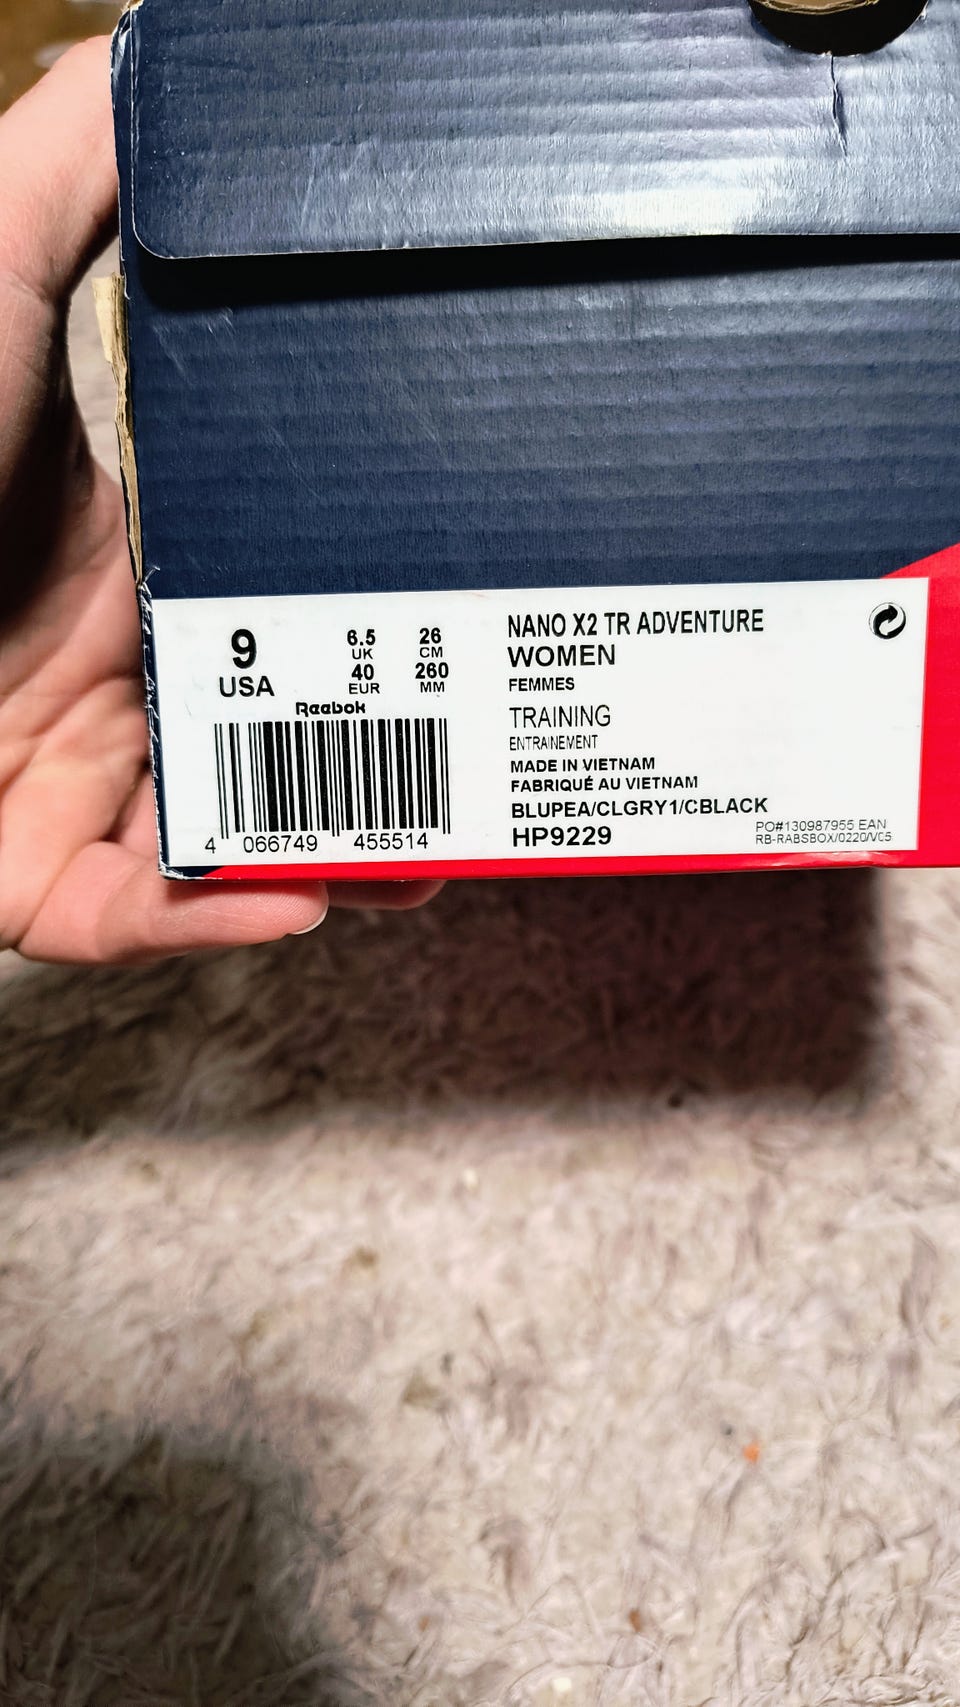 9
USA
6.5
UK
40
EUR
26
CM
260
MM
Reebok
4 066749 455514
NANO X2 TR ADVENTURE
WOMEN
FEMMES
TRAINING
ENTRAINEMENT
MADE IN VIETNAM
FABRIQUÉ AU VIETNAM
BLUPEA/CLGRY1/CBLACK
HP9229
PO#130987955 EAN
RB-RABSBOX/0220/V05